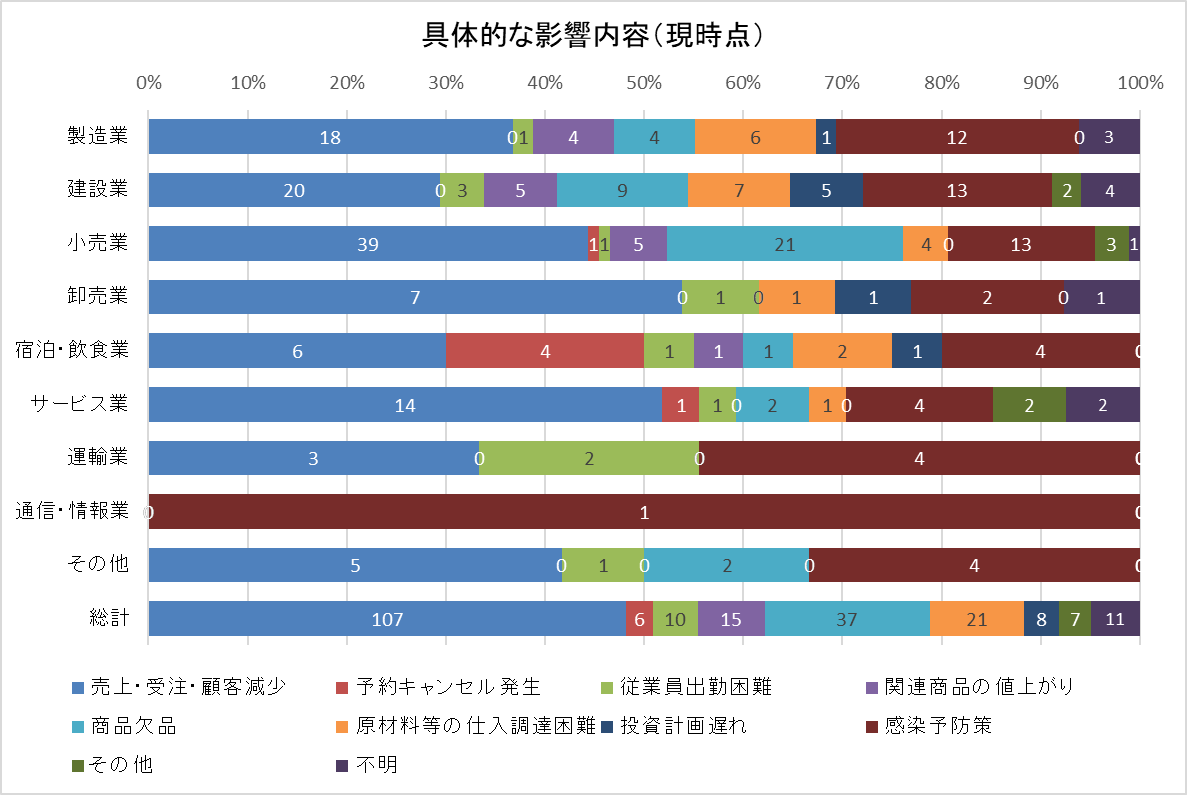 具体的な影響内容（現時点）
0% 10% 20% 30% 40% 50% 60% 70% 80% 90% 100%
製造業 18 0 1 4 4 6 1 12 0 3
建設業 20 0 3 5 9 7 5 13 2 4
小売業 39 1 1 5 21 4 0 13 3 1
卸売業 7 0 1 0 1 1 2 0 1
宿泊・飲食業 6 4 1 1 1 2 1 4 0
サービス業 14 1 1 0 2 1 0 4 2 2
運輸業 3 0 2 0 4 0
通信・情報業 0 1 0
その他 5 0 1 0 2 0 4 0
総計 107 6 10 15 37 21 8 7 11
売上・受注・顧客減少 予約キャンセル発生 従業員出勤困難 関連商品の値上がり
商品欠品 原材料等の仕入調達困難 投資計画遅れ 感染予防策
その他 不明